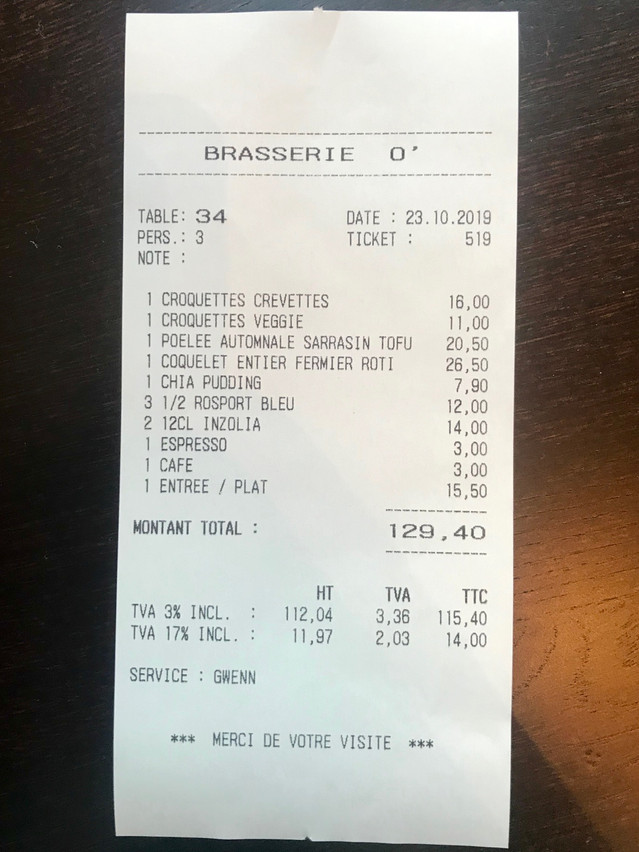 BRASSERIE O'
TABLE: 34 DATE : 23.10.2019
PERS.: 3 TICKET : 519
NOTE :
1 CROQUETTES CREVETTES 16,00
1 CROQUETTES VEGGIE 11,00
1 POELEE AUTOMNALE SARRASIN TOFU 20,50
1 COQUELET ENTIER FERMIER ROTI 26,50
1 CHIA PUDDING 7,90
3 1/2 ROSPORT BLEU 12,00
2 12CL INZOLIA 14,00
1 ESPRESSO 3,00
1 CAFE 3,00
1 ENTREE / PLAT 15,50
MONTANT TOTAL : 129,40
HT TVA TTC
TVA 3% INCL. : 112,04 3,36 115,40
TVA 17% INCL. : 11,97 2,03 14,00
SERVICE : GWENN
*** MERCI DE VOTRE VISITE ***